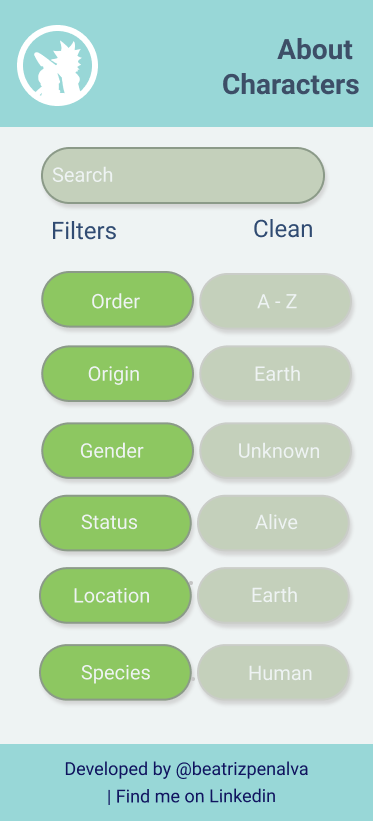 About
Characters
Search
Filters Clean
Order A - Z
Origin Earth
Gender Unknown
Status Alive
Location Earth
Species Human
Developed by @beatrizpenalva
| Find me on Linkedin